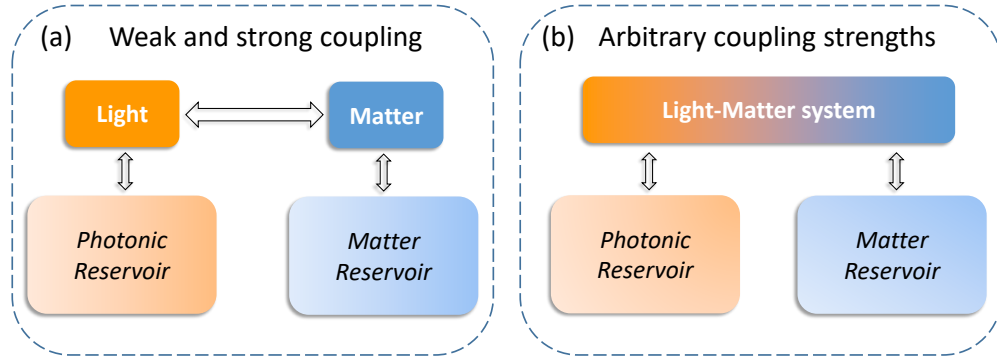 (a) Weak and strong coupling
Light
Matter
Photonic
Reservoir
Matter
Reservoir
(b) Arbitrary coupling strengths
Light-Matter system
Photonic
Reservoir
Matter
Reservoir